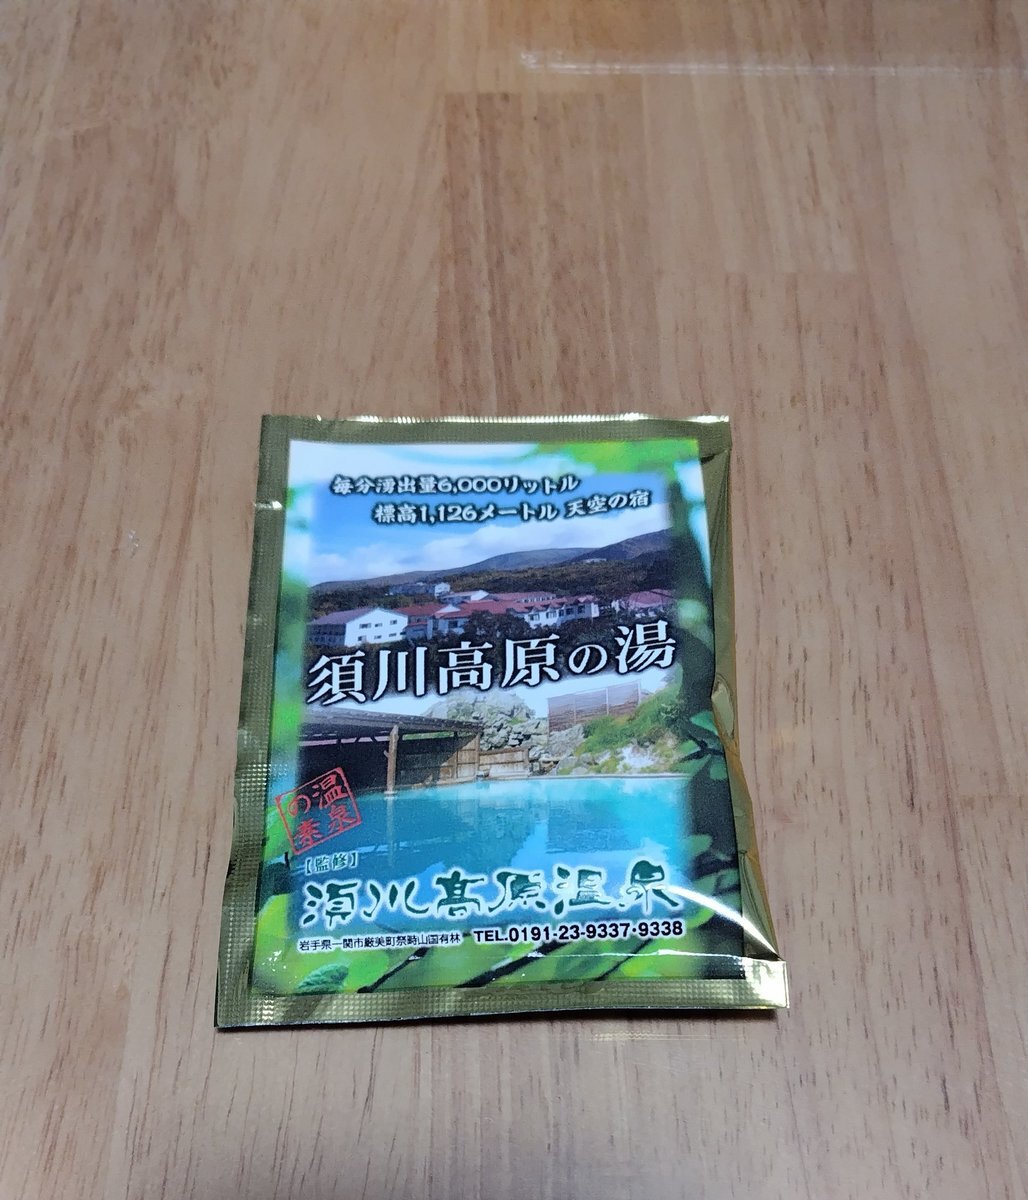 毎分湧出量6,000リットル
標高1,126メートル 天空の宿
須川高原の湯
温泉
の素
【監修】
須川高原温泉
岩手県一関市厳美町祭畤山国有林 TEL.0191-23-9337・9338